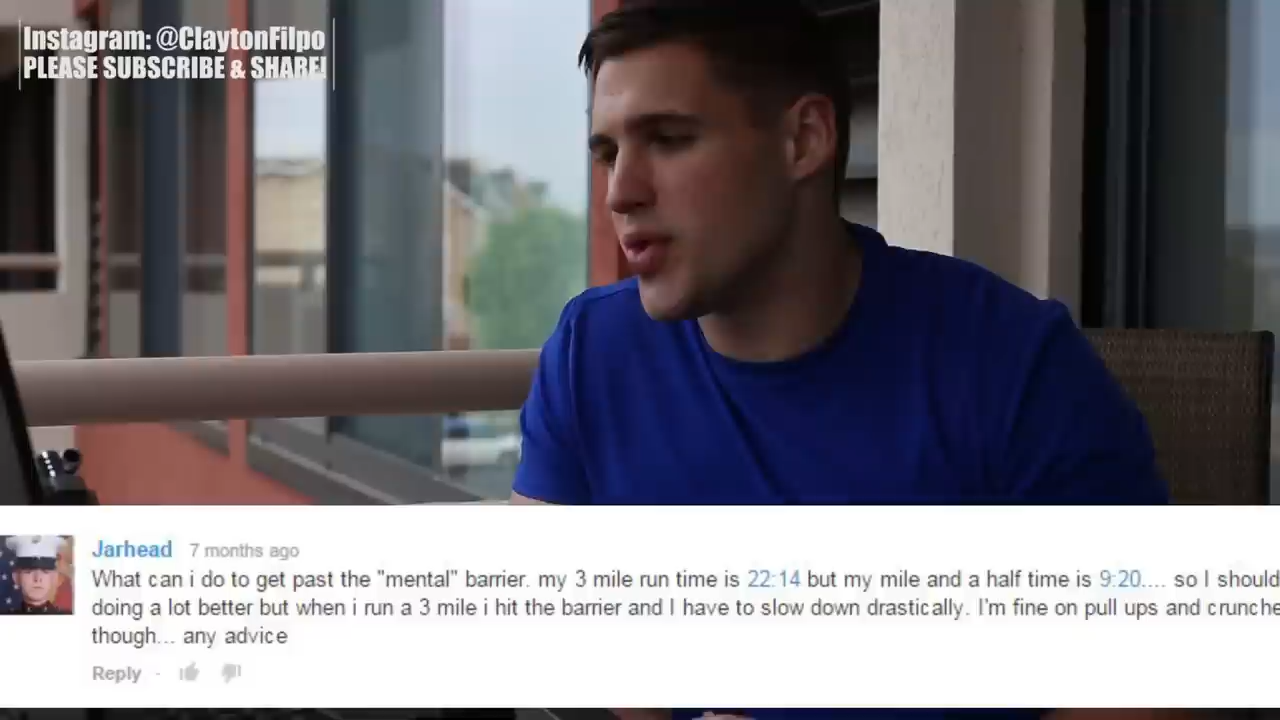 Instagram: @ClaytonFilpo
PLEASE SUBSCRIBE & SHARE!
Jarhead 7 months ago
What can i do to get past the "mental" barrier. my 3 mile run time is 22:14 but my mile and a half time is 9:20.... so I should
doing a lot better but when i run a 3 mile i hit the barrier and I have to slow down drastically. I'm fine on pull ups and crunche
though... any advice
Reply